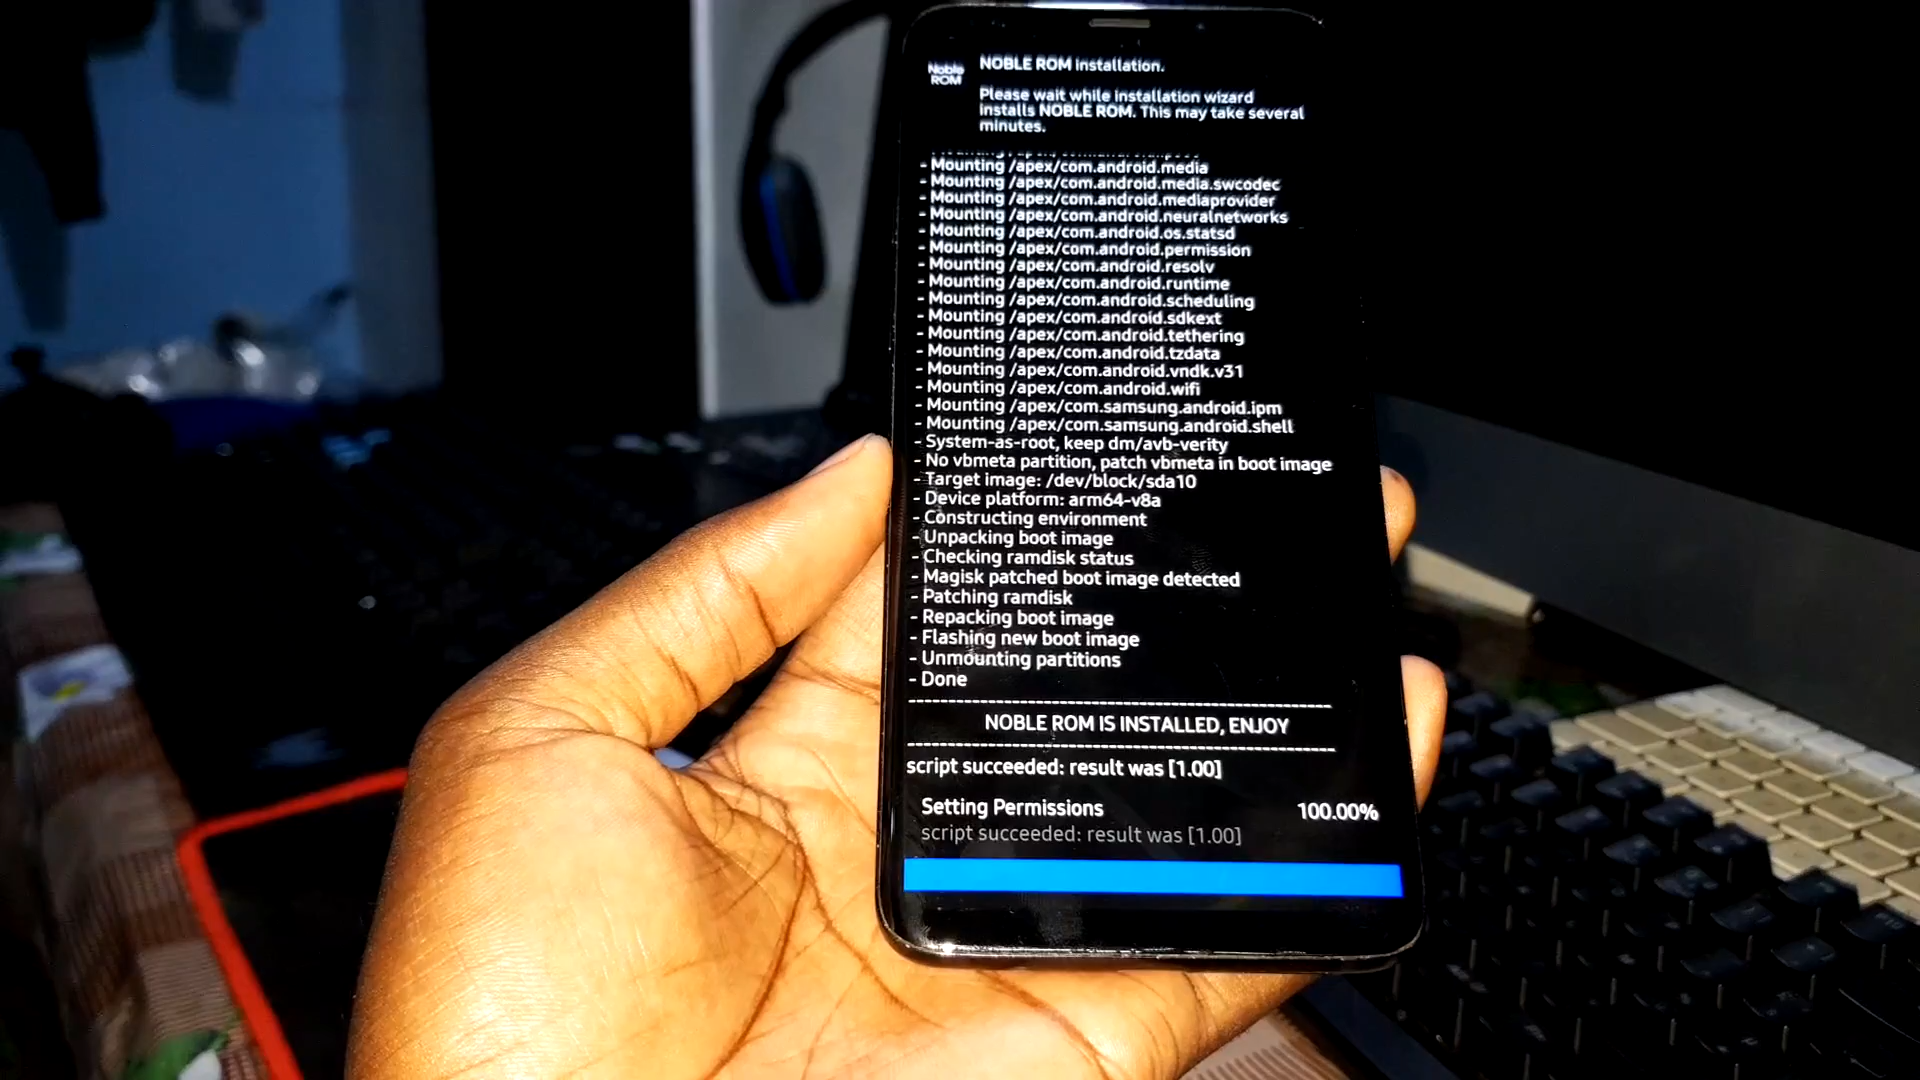 Noble
ROM
NOBLE ROM Installation.
Please wait while installation wizard
installs NOBLE ROM. This may take several
minutes.
- Mounting /apex/com.android.media
- Mounting /apex/com.android.media.swcodec
- Mounting /apex/com.android.mediaprovider
- Mounting /apex/com.android.neuralnetworks
- Mounting /apex/com.android.os.statsd
- Mounting /apex/com.android.permission
- Mounting /apex/com.android.resolv
- Mounting /apex/com.android.runtime
- Mounting /apex/com.android.scheduling
- Mounting /apex/com.android.sdkext
- Mounting /apex/com.android.tethering
- Mounting /apex/com.android.tzdata
- Mounting /apex/com.android.vndk.v31
- Mounting /apex/com.android.wifi
- Mounting /apex/com.samsung.android.ipm
- Mounting /apex/com.samsung.android.shell
- System-as-root, keep dm/avb-verity
- No vbmeta partition, patch vbmeta in boot image
- Target image: /dev/block/sda10
- Device platform: arm64-v8a
- Constructing environment
- Unpacking boot image
- Checking ramdisk status
- Magisk patched boot image detected
- Patching ramdisk
- Repacking boot image
- Flashing new boot image
- Unmounting partitions
- Done
NOBLE ROM IS INSTALLED, ENJOY
script succeeded: result was [1.00]
Setting Permissions 100.00%
script succeeded: result was [1.00]